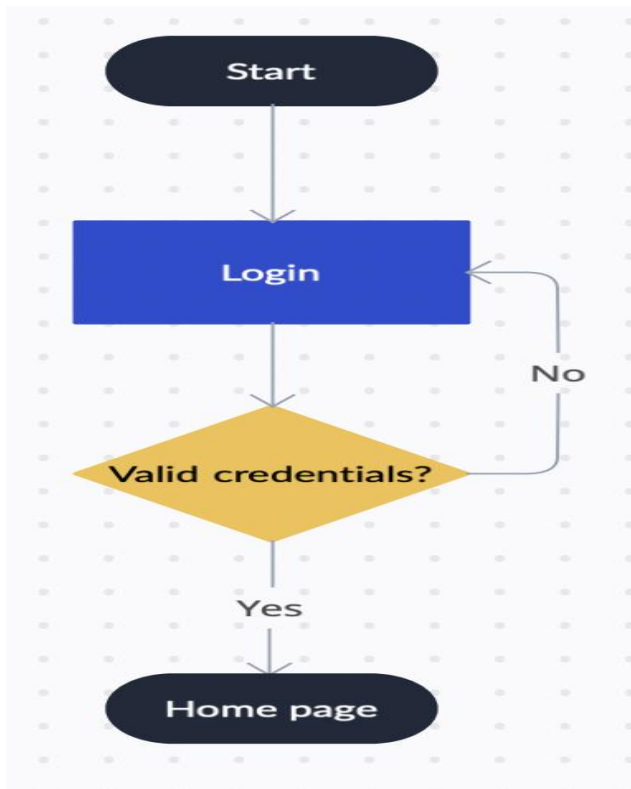 Start
Login
No
Valid credentials?
Yes
Home page